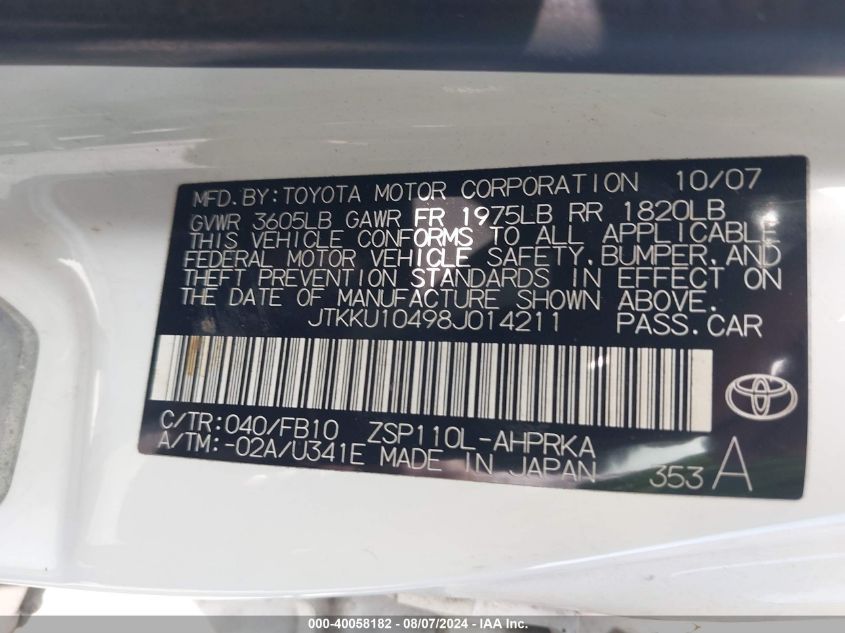 MFD. BY: TOYOTA MOTOR CORPORATION 10/07
GVWR 3605LB GAWR FR 1975LB RR 1820LB
THIS VEHICLE CONFORMS TO ALL APPLICABLE
FEDERAL MOTOR VEHICLE SAFETY, BUMPER, AND
THEFT PREVENTION STANDARDS IN EFFECT ON
THE DATE OF MANUFACTURE SHOWN ABOVE.
JTKKU10498J014211 PASS. CAR
C/TR: 040/FB10 ZSP110L-AHPRKA
A/TM: -02A/U341E MADE IN JAPAN 353 A
000-40058182 - 08/07/2024 - IAA Inc.